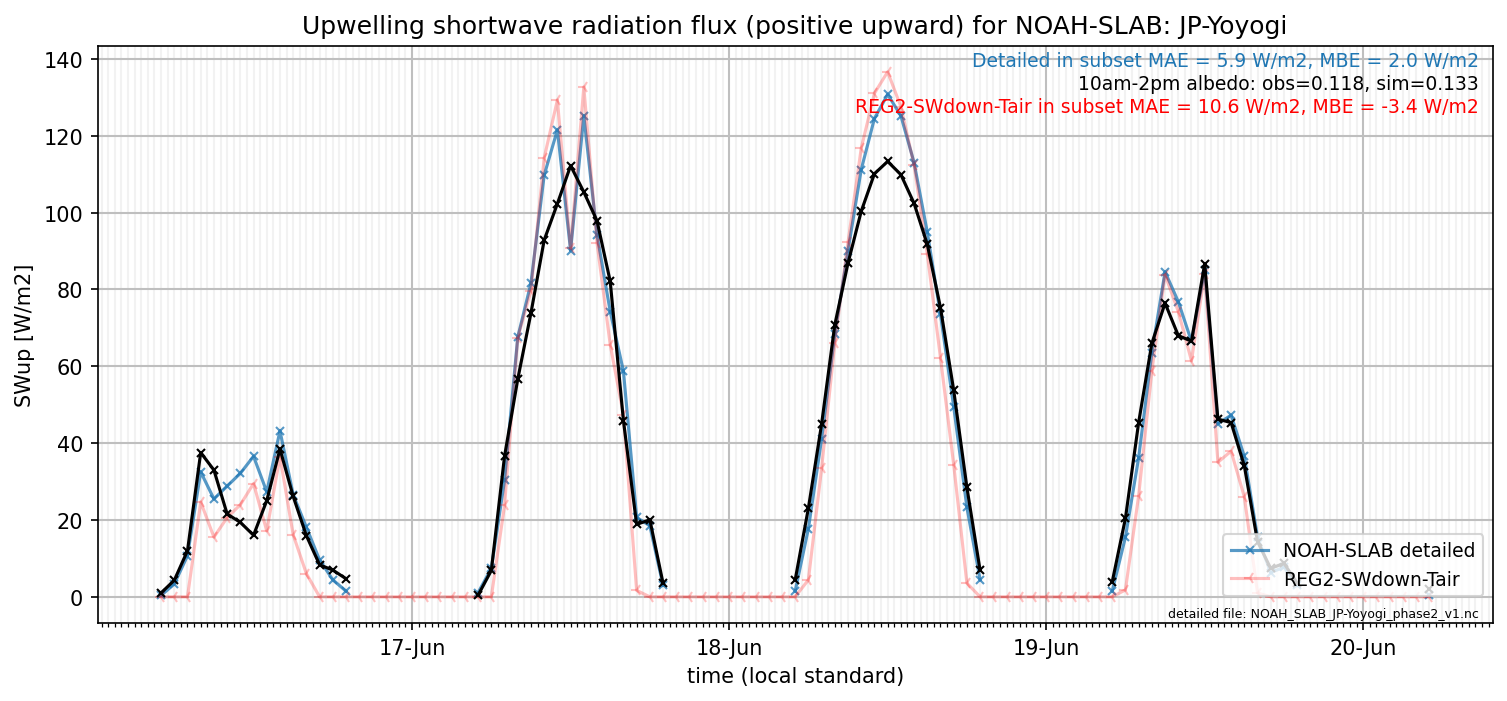 Upwelling shortwave radiation flux (positive upward) for NOAH-SLAB: JP-Yoyogi
Detailed in subset MAE = 5.9 W/m2, MBE = 2.0 W/m2
10am-2pm albedo: obs=0.118, sim=0.133
REG2-SWdown-Tair in subset MAE = 10.6 W/m2, MBE = -3.4 W/m2
SWup [W/m2]
140
120
100
80
60
40
20
0
NOAH-SLAB detailed
REG2-SWdown-Tair
detailed file: NOAH_SLAB_JP-Yoyogi_phase2_v1.nc
17-Jun
18-Jun
19-Jun
20-Jun
time (local standard)